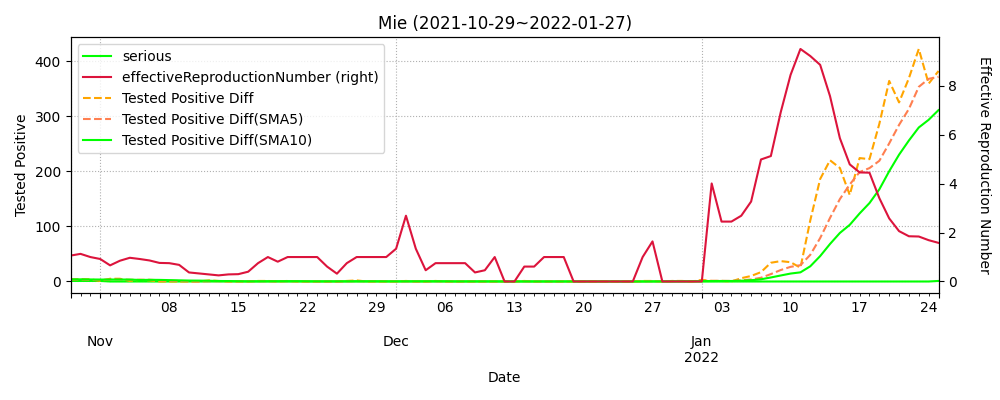 Mie (2021-10-29~2022-01-27)
serious
effectiveReproductionNumber (right)
Tested Positive Diff
Tested Positive Diff(SMA5)
Tested Positive Diff(SMA10)
Tested Positive
400
300
200
100
0
Effective Reproduction Number
8
6
4
2
0
08 15 22 29 06 13 20 27 03 10 17 24
Nov Dec Jan
2022
Date